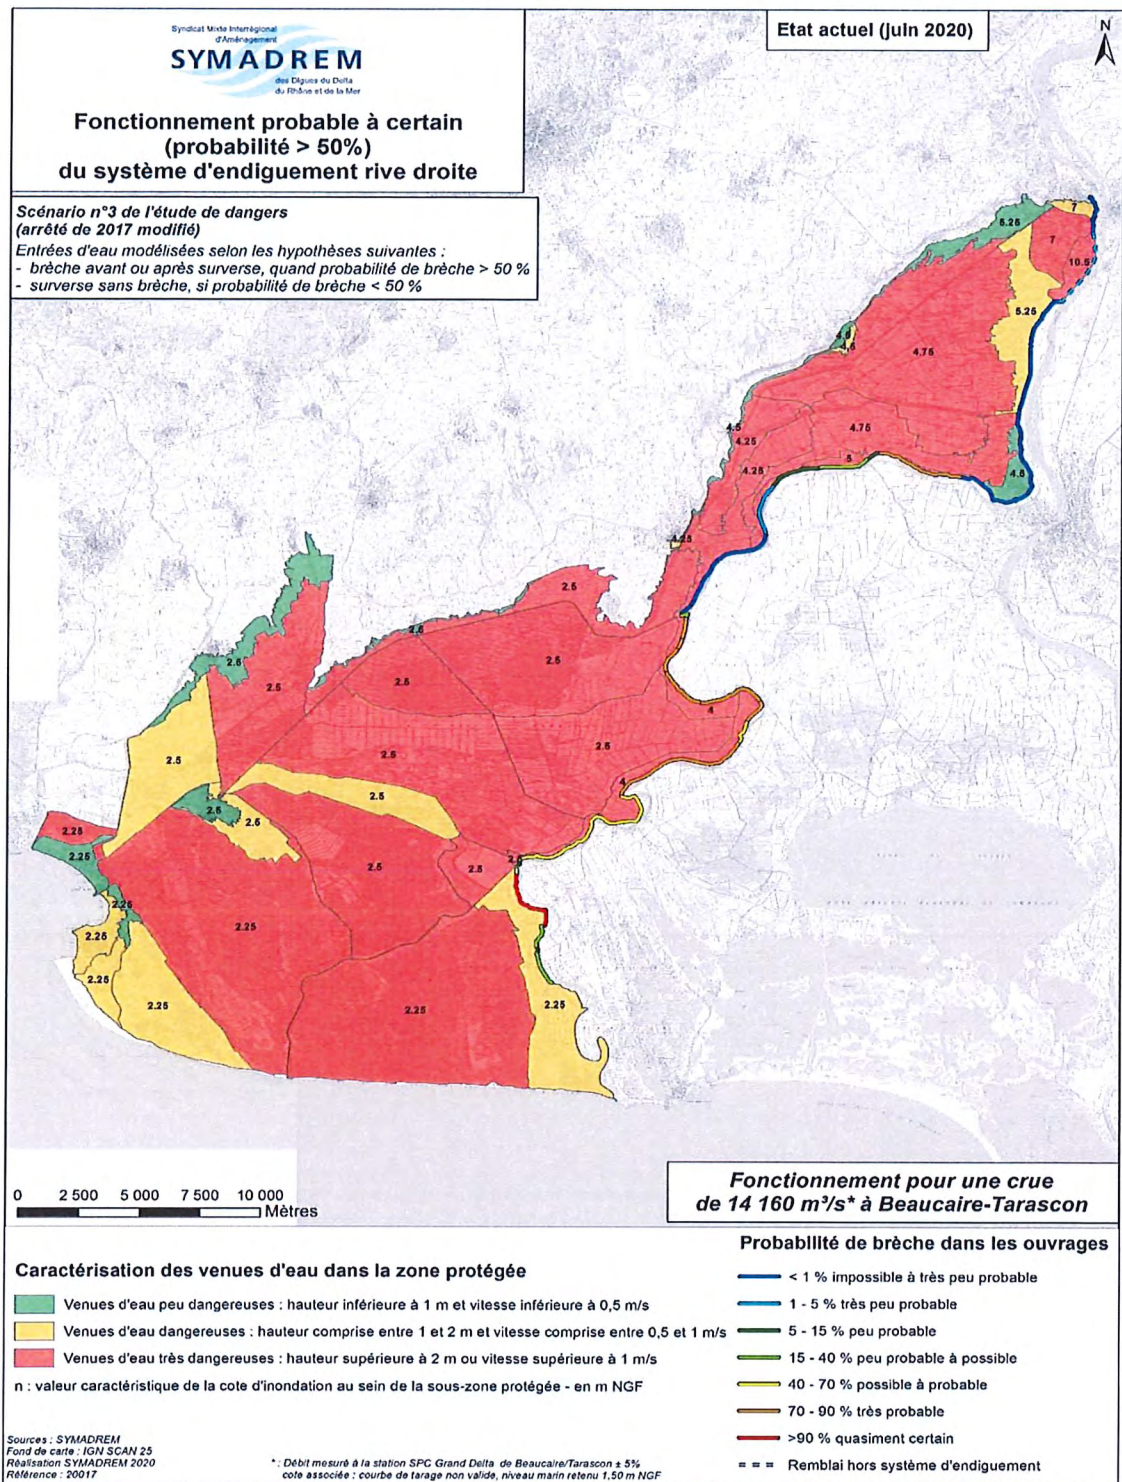 Syndicat Mixte Interrégional
d'Aménagement
SYMADREM
des Digues du Delta
du Rhône et de la Mer
Fonctionnement probable à certain
(probabilité > 50%)
du système d'endiguement rive droite
Etat actuel (juin 2020)
N
Scénario n°3 de l'étude de dangers
(arrêté de 2017 modifié)
Entrées d'eau modélisées selon les hypothèses suivantes :
- brèche avant ou après surverse, quand probabilité de brèche > 50 %
- surverse sans brèche, si probabilité de brèche < 50 %
7
5.25
7
10.5
5.25
4.5
4.5
4.75
4.5
4.25
4.75
5
4.25
4.5
4.25
2.5
2.5
2.5
2.5
2.5
2.5
4
2.5
2.5
2.5
2.5
4
2.5
2.5
2.25
2.25
2.5
2.5
2.5
2.25
2.25
2.25
2.25
2.25
2.25
2.25
0 2 500 5 000 7 500 10 000
Mètres
Fonctionnement pour une crue
de 14 160 m³/s* à Beaucaire-Tarascon
Caractérisation des venues d'eau dans la zone protégée
Venues d'eau peu dangereuses : hauteur inférieure à 1 m et vitesse inférieure à 0,5 m/s
Venues d'eau dangereuses : hauteur comprise entre 1 et 2 m et vitesse comprise entre 0,5 et 1 m/s
Venues d'eau très dangereuses : hauteur supérieure à 2 m ou vitesse supérieure à 1 m/s
n : valeur caractéristique de la cote d'inondation au sein de la sous-zone protégée - en m NGF
Probabilité de brèche dans les ouvrages
< 1 % impossible à très peu probable
1 - 5 % très peu probable
5 - 15 % peu probable
15 - 40 % peu probable à possible
40 - 70 % possible à probable
70 - 90 % très probable
>90 % quasiment certain
Remblai hors système d'endiguement
Sources : SYMADREM
Fond de carte : IGN SCAN 25
Réalisation SYMADREM 2020
Référence : 20017
* : Débit mesuré à la station SPC Grand Delta de Beaucaire/Tarascon ± 5%
cote associée : courbe de tarage non valide, niveau marin retenu 1,50 m NGF